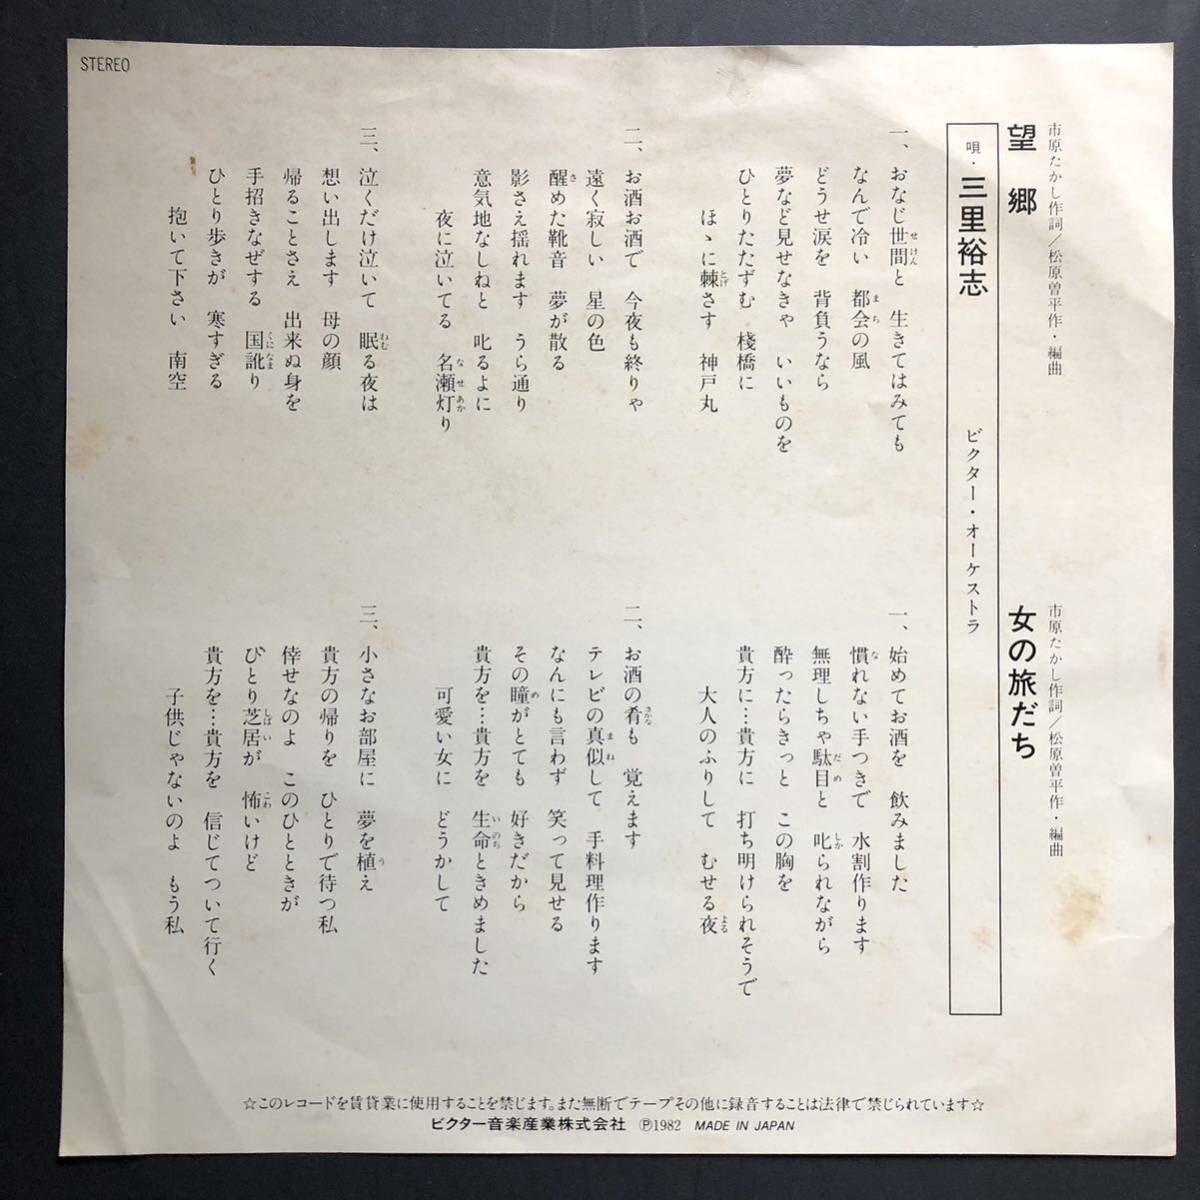 STEREO
市原たかし作詞／松原曽平作・編曲
望郷
唄・三里裕志
ビクター・オーケストラ
一、おなじ世間と 生きてはみても
なんで冷い 都会の風
どうせ涙を 背負うなら
夢など見せなきゃ いいものを
ひとりたたずむ 棧橋に
ほゝに棘さす 神戸丸
二、お酒お酒で 今夜も終りゃ
遠く寂しい 星の色
醒めた靴音 夢が散る
影さえ揺れます うら通り
意気地なしねと 叱るよに
夜に泣いてる 名瀬灯り
三、泣くだけ泣いて 眠る夜は
想い出します 母の顔
帰ることさえ 出来ぬ身を
手招きなぜする 国訛り
ひとり歩きが 寒すぎる
抱いて下さい 南空
市原たかし作詞／松原曽平作・編曲
女の旅だち
一、始めてお酒を 飲みました
慣れない手つきで 水割作ります
無理しちゃ駄目と 叱られながら
酔ったらきっと この胸を
貴方に…貴方に 打ち明けられそうで
大人のふりして むせる夜
二、お酒の肴も 覚えます
テレビの真似して 手料理作ります
なんにも言わず 笑って見せる
その瞳がとても 好きだから
貴方を…貴方を 生命ときめました
可愛い女に どうかして
三、小さなお部屋に 夢を植え
貴方の帰りを ひとりで待つ私
倖せなのよ このひとときが
ひとり芝居が 怖いけど
貴方を…貴方を 信じてついて行く
子供じゃないのよ もう私
☆このレコードを賃貸業に使用することを禁じます。また無断でテープその他に録音することは法律で禁じられています☆
ビクター音楽産業株式会社 Ⓟ1982 MADE IN JAPAN